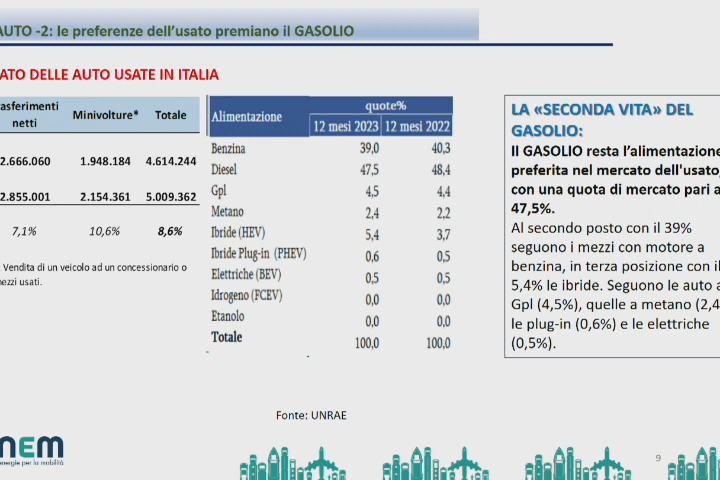 AUTO -2: le preferenze dell’usato premiano il GASOLIO
ATO DELLE AUTO USATE IN ITALIA
asferimenti
netti
Minivolture*
Totale
2.666.060 1.948.184 4.614.244
2.855.001 2.154.361 5.009.362
7,1% 10,6% 8,6%
Vendita di un veicolo ad un concessionario o
ezzi usati.
Alimentazione
quote%
12 mesi 2023 12 mesi 2022
Benzina 39,0 40,3
Diesel 47,5 48,4
Gpl 4,5 4,4
Metano 2,4 2,2
Ibride (HEV) 5,4 3,7
Ibride Plug-in (PHEV) 0,6 0,5
Elettriche (BEV) 0,5 0,5
Idrogeno (FCEV) 0,0 0,0
Etanolo 0,0 0,0
Totale 100,0 100,0
LA «SECONDA VITA» DEL
GASOLIO:
Il GASOLIO resta l’alimentazione
preferita nel mercato dell'usato,
con una quota di mercato pari a
47,5%.
Al secondo posto con il 39%
seguono i mezzi con motore a
benzina, in terza posizione con il
5,4% le ibride. Seguono le auto a
Gpl (4,5%), quelle a metano (2,4
le plug-in (0,6%) e le elettriche
(0,5%).
Fonte: UNRAE
nem
energie per la mobilità
9